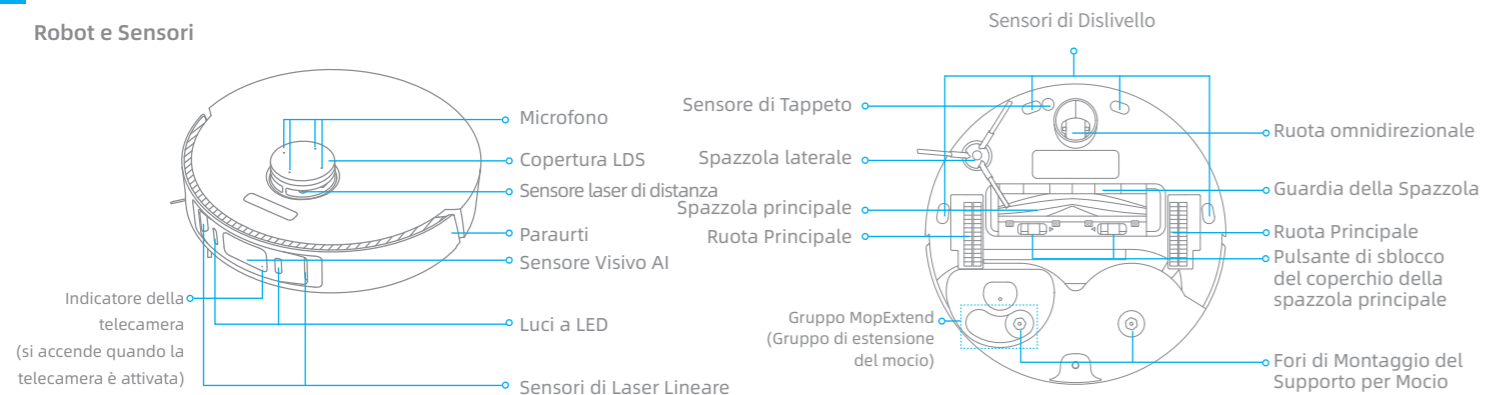 Robot e Sensori
Microfono
Copertura LDS
Sensore laser di distanza
Paraurti
Sensore Visivo AI
Indicatore della
telecamera
(si accende quando la
telecamera è attivata)
Luci a LED
Sensori di Laser Lineare
Sensori di Dislivello
Sensore di Tappeto
Spazzola laterale
Spazzola principale
Ruota Principale
Gruppo MopExtend
(Gruppo di estensione
del mocio)
Ruota omnidirezionale
Guardia della Spazzola
Ruota Principale
Pulsante di sblocco
del coperchio della
spazzola principale
Fori di Montaggio del
Supporto per Mocio